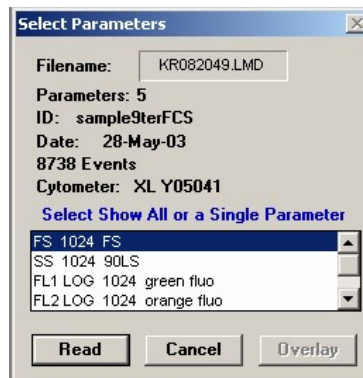 Select Parameters
Filename: KR082049.LMD
Parameters: 5
ID: sample9terFCS
Date: 28-May-03
8738 Events
Cytometer: XL Y05041
Select Show All or a Single Parameter
FS 1024 FS
SS 1024 90LS
FL1 LOG 1024 green fluo
FL2 LOG 1024 orange fluo
Read Cancel Overlay